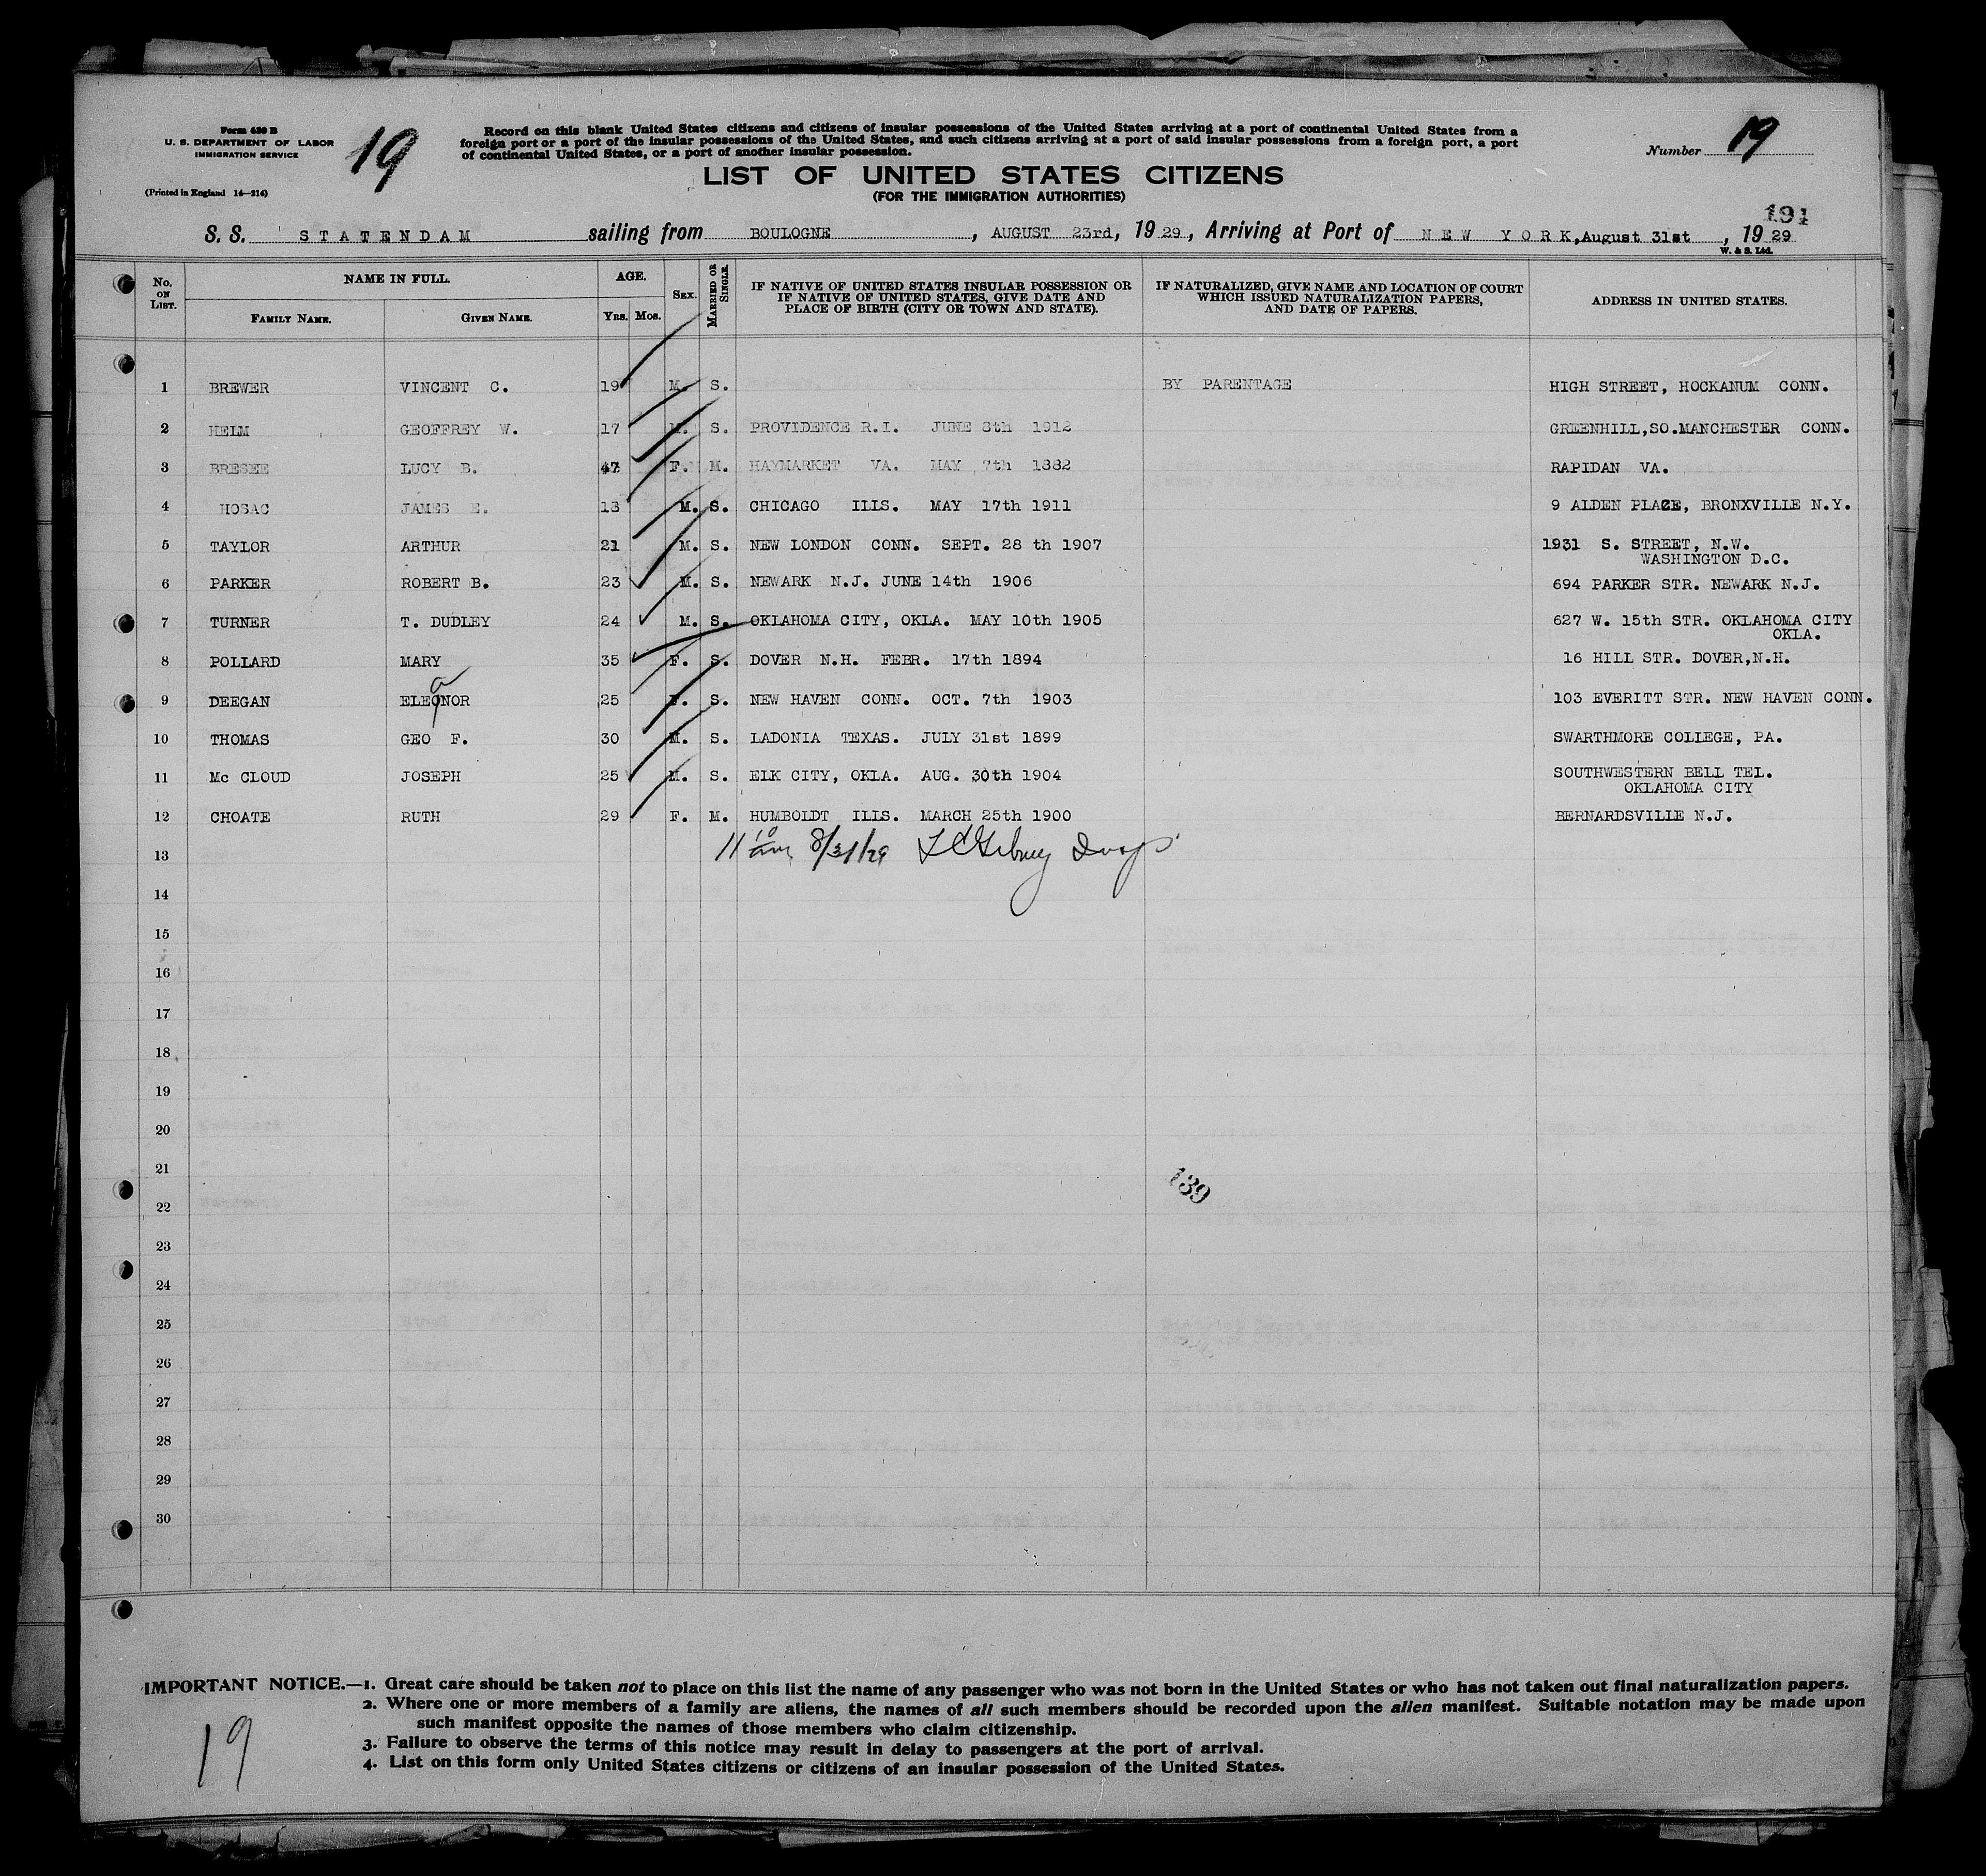 Form 630 B
U. S. DEPARTMENT OF LABOR
IMMIGRATION SERVICE
(Printed in England 14—214)
19
Record on this blank United States citizens and citizens of insular possessions of the United States arriving at a port of continental United States from a
foreign port or a port of the insular possessions of the United States, and such citizens arriving at a port of said insular possessions from a foreign port, a port
of continental United States, or a port of another insular possession.
Number 19
LIST OF UNITED STATES CITIZENS
(FOR THE IMMIGRATION AUTHORITIES)
191
S. S. STATENDAM sailing from BOULOGNE, AUGUST 23rd, 1929, Arriving at Port of NEW YORK, August 31st, 1929
W. & S. Ltd.
No. ON LIST. NAME IN FULL. AGE. SEX. MARRIED OR SINGLE. IF NATIVE OF UNITED STATES INSULAR POSSESSION OR IF NATIVE OF UNITED STATES, GIVE DATE AND PLACE OF BIRTH (CITY OR TOWN AND STATE). IF NATURALIZED, GIVE NAME AND LOCATION OF COURT WHICH ISSUED NATURALIZATION PAPERS, AND DATE OF PAPERS. ADDRESS IN UNITED STATES.
FAMILY NAME. GIVEN NAME. Yrs. Mos.
1 BREWER VINCENT C. 19 M. S. BY PARENTAGE HIGH STREET, HOCKANUM CONN.
2 HELM GEOFFREY W. 17 M. S. PROVIDENCE R.I. JUNE 8th 1912 GREENHILL,SO.MANCHESTER CONN.
3 BRESEE LUCY B. 47 F. M. HAYMARKET VA. MAY 7th 1882 RAPIDAN VA.
4 HOSAC JAMES E. 18 M. S. CHICAGO ILLS. MAY 17th 1911 9 ALDEN PLACE, BRONXVILLE N.Y.
5 TAYLOR ARTHUR 21 M. S. NEW LONDON CONN. SEPT. 28 th 1907 1931 S. STREET, N.W.
WASHINGTON D.C.
6 PARKER ROBERT B. 23 M. S. NEWARK N.J. JUNE 14th 1906 694 PARKER STR. NEWARK N.J.
7 TURNER T. DUDLEY 24 M. S. OKLAHOMA CITY, OKLA. MAY 10th 1905 627 W. 15th STR. OKLAHOMA CITY
OKLA.
8 POLLARD MARY 35 F. S. DOVER N.H. FEBR. 17th 1894 16 HILL STR. DOVER,N.H.
a
9 DEEGAN ELEONOR 25 F. S. NEW HAVEN CONN. OCT. 7th 1903 103 EVERITT STR. NEW HAVEN CONN.
10 THOMAS GEO F. 30 M. S. LADONIA TEXAS. JULY 31st 1899 SWARTHMORE COLLEGE, PA.
11 Mc CLOUD JOSEPH 25 M. S. ELK CITY, OKLA. AUG. 30th 1904 SOUTHWESTERN BELL TEL.
OKLAHOMA CITY
12 CHOATE RUTH 29 F. M. HUMBOLDT ILLS. MARCH 25th 1900 BERNARDSVILLE N.J.
11 10 am 8/31/29
13
14
15
16
17
18
19
20
21
139
22
23
24
25
26
27
28
29
30
IMPORTANT NOTICE.—1. Great care should be taken not to place on this list the name of any passenger who was not born in the United States or who has not taken out final naturalization papers.
2. Where one or more members of a family are aliens, the names of all such members should be recorded upon the alien manifest. Suitable notation may be made upon
such manifest opposite the names of those members who claim citizenship.
3. Failure to observe the terms of this notice may result in delay to passengers at the port of arrival.
4. List on this form only United States citizens or citizens of an insular possession of the United States.
19